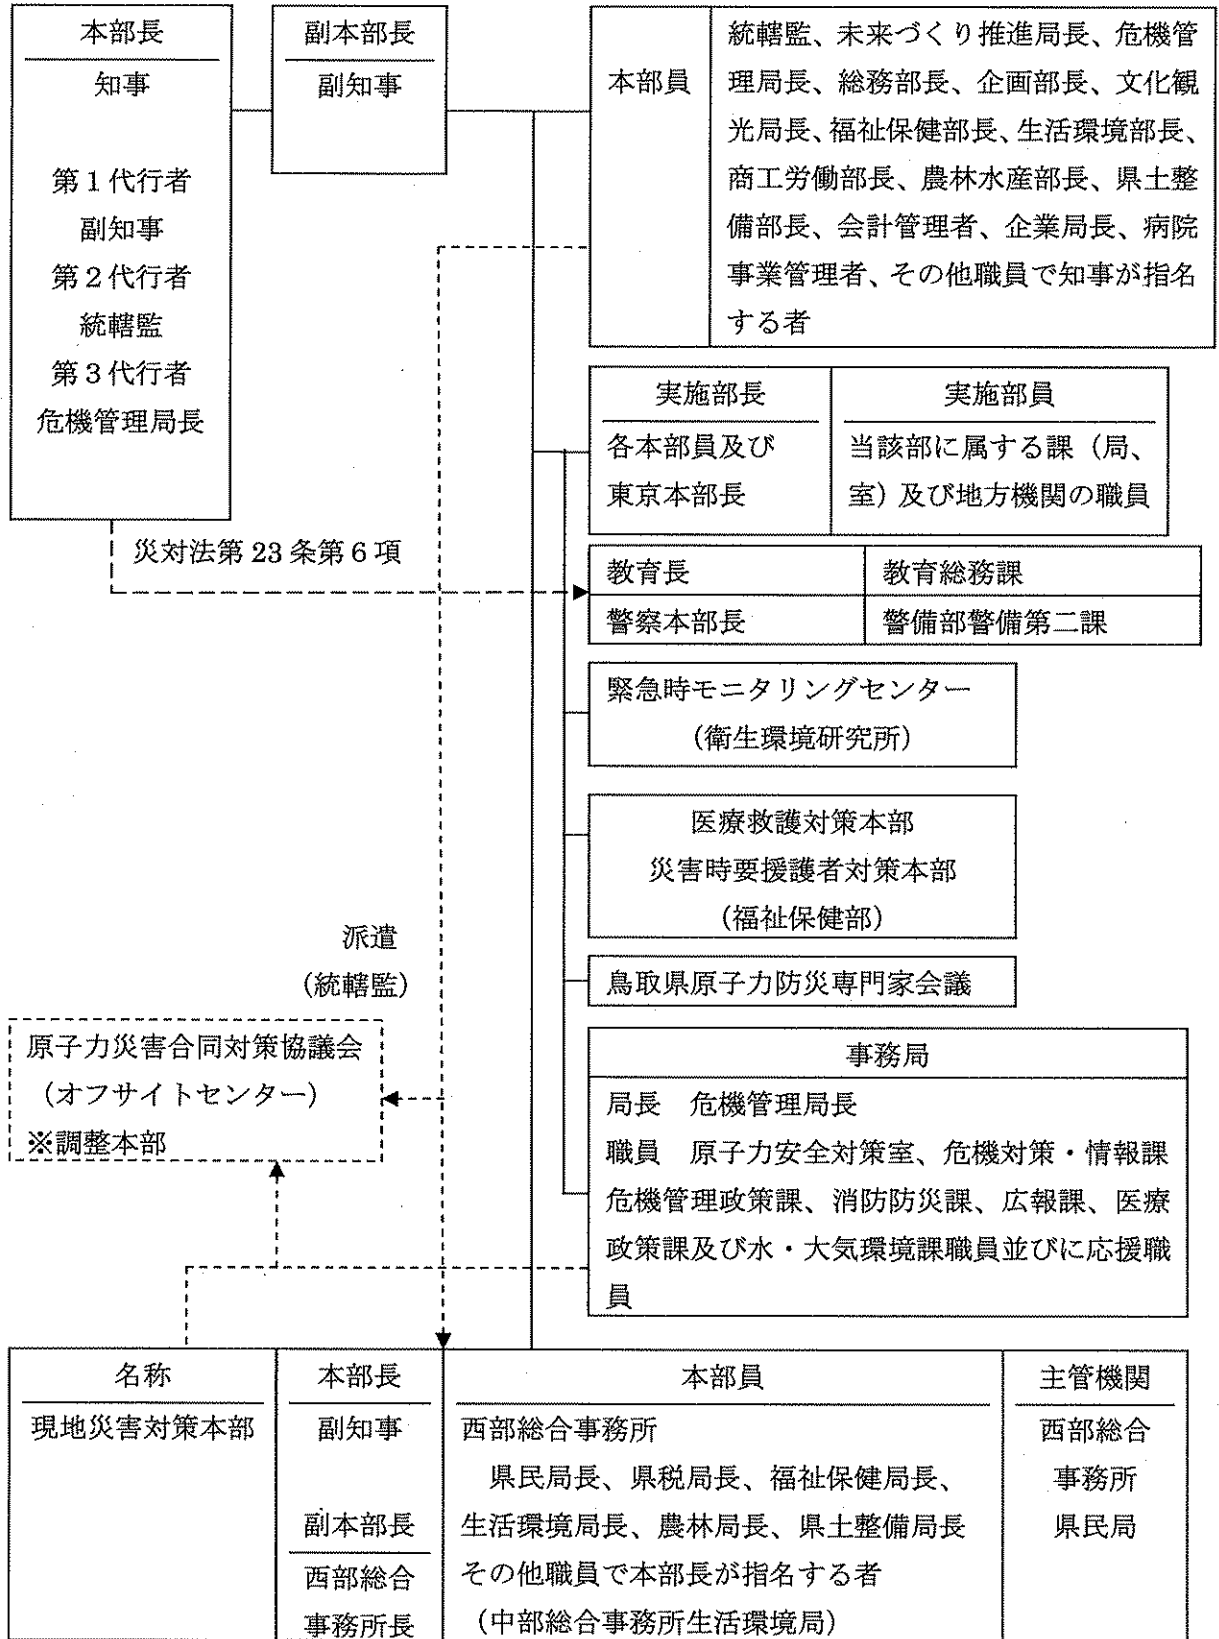 本部長
知事
第1代行者
副知事
第2代行者
統轄監
第3代行者
危機管理局長
副本部長
副知事
本部員
統轄監、未来づくり推進局長、危機管
理局長、総務部長、企画部長、文化観
光局長、福祉保健部長、生活環境部長、
商工労働部長、農林水産部長、県土整
備部長、会計管理者、企業局長、病院
事業管理者、その他職員で知事が指名
する者
実施部長
各本部員及び
東京本部長
実施部員
当該部に属する課（局、
室）及び地方機関の職員
災対法第 23 条第 6 項
教育長
教育総務課
警察本部長
警備部警備第二課
緊急時モニタリングセンター
（衛生環境研究所）
医療救護対策本部
災害時要援護者対策本部
（福祉保健部）
鳥取県原子力防災専門家会議
派遣
（統轄監）
原子力災害合同対策協議会
（オフサイトセンター）
※調整本部
事務局
局長　危機管理局長
職員　原子力安全対策室、危機対策・情報課
危機管理政策課、消防防災課、広報課、医療
政策課及び水・大気環境課職員並びに応援職
員
名称
現地災害対策本部
本部長
副知事
副本部長
西部総合
事務所長
本部員
西部総合事務所
県民局長、県税局長、福祉保健局長、
生活環境局長、農林局長、県土整備局長
その他職員で本部長が指名する者
（中部総合事務所生活環境局）
主管機関
西部総合
事務所
県民局